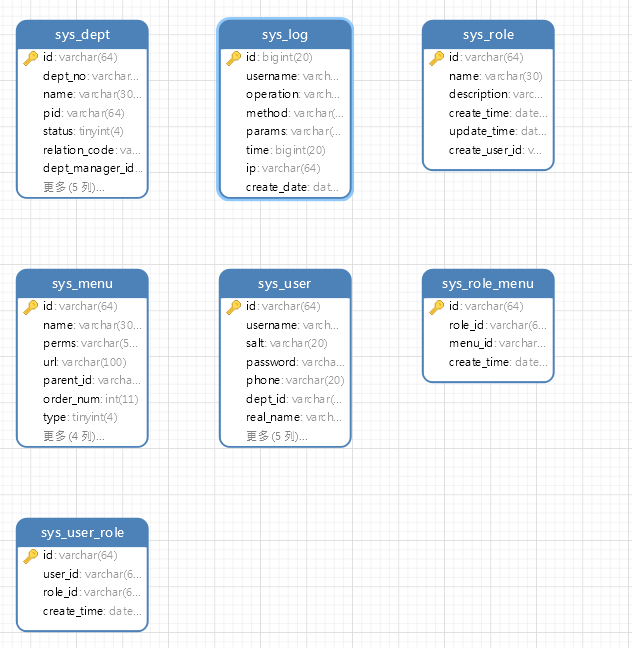 sys_dept
id: varchar(64)
dept_no: varchar...
name: varchar(30...
pid: varchar(64)
status: tinyint(4)
relation_code: va...
dept_manager_id...
更多 (5 列)...
sys_log
id: bigint(20)
username: varch...
operation: varch...
method: varchar(...
params: varchar(...
time: bigint(20)
ip: varchar(64)
create_date: dat...
sys_role
id: varchar(64)
name: varchar(30)
description: varc...
create_time: date...
update_time: dat...
create_user_id: v...
sys_menu
id: varchar(64)
name: varchar(30...
perms: varchar(5...
url: varchar(100)
parent_id: varcha...
order_num: int(11)
type: tinyint(4)
更多 (4 列)...
sys_user
id: varchar(64)
username: varch...
salt: varchar(20)
password: varcha...
phone: varchar(20)
dept_id: varchar(...
real_name: varch...
更多 (5 列)...
sys_role_menu
id: varchar(64)
role_id: varchar(6...
menu_id: varchar...
create_time: date...
sys_user_role
id: varchar(64)
user_id: varchar(6...
role_id: varchar(6...
create_time: date...